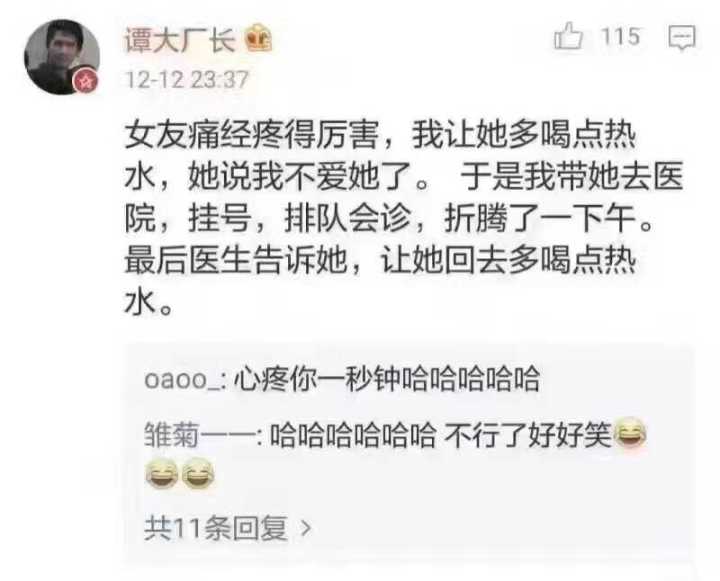 谭大厂长
115
12-12 23:37
女友痛经疼得厉害，我让她多喝点热
水，她说我不爱她了。 于是我带她去医
院，挂号，排队会诊，折腾了一下午。
最后医生告诉她，让她回去多喝点热
水。
oaoo_: 心疼你一秒钟哈哈哈哈哈
雏菊一一: 哈哈哈哈哈哈 不行了好好笑😂
😂😂
共11条回复 >